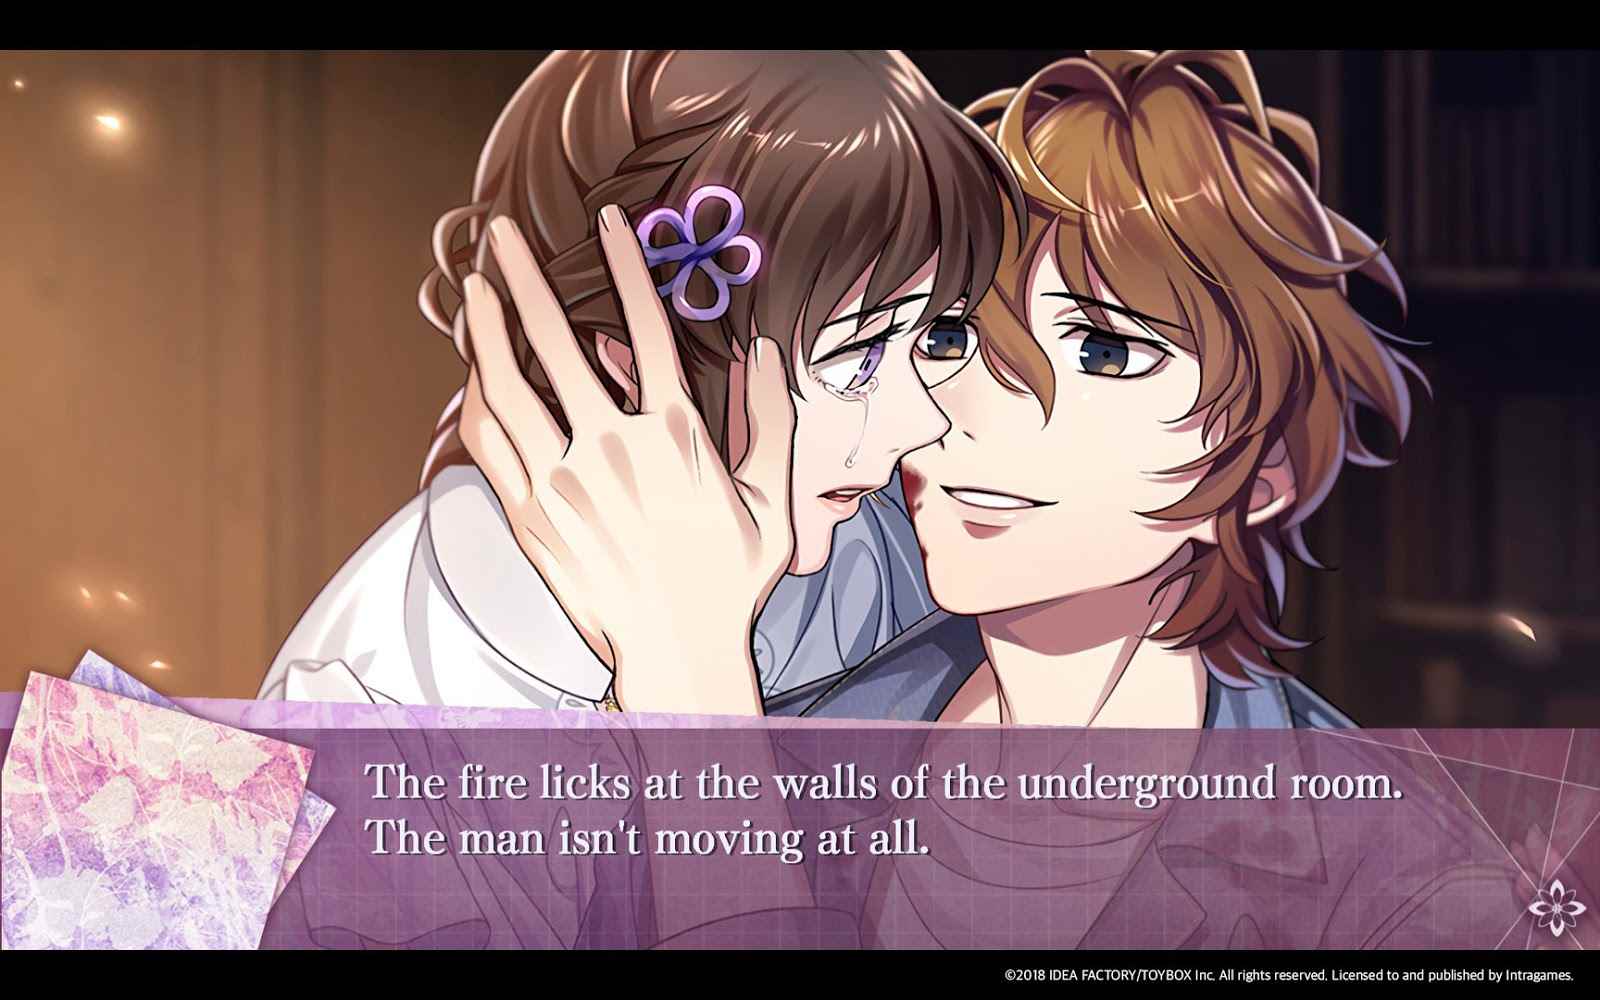 The fire licks at the walls of the underground room.
The man isn't moving at all.
©2018 IDEA FACTORY/TOYBOX Inc. All rights reserved. Licensed to and published by Intragames.